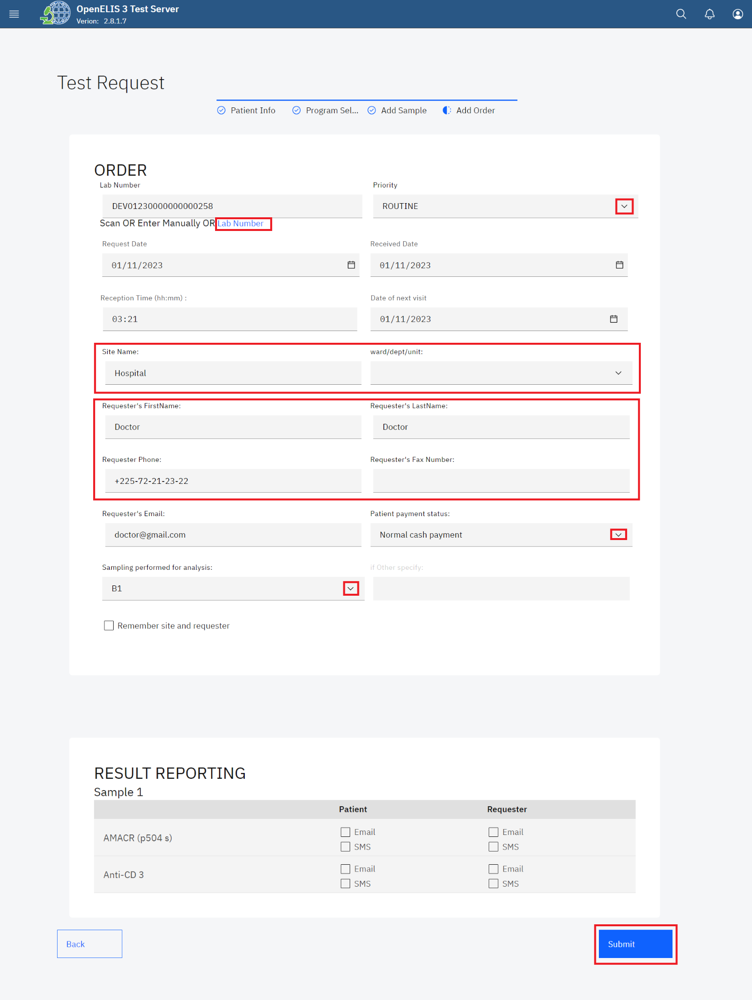 OpenELIS 3 Test Server
Verion: 2.8.1.7
Test Request
Patient Info
Program Sel...
Add Sample
Add Order
ORDER
Lab Number
Priority
DEV01230000000000258
ROUTINE
Scan OR Enter Manually OR Lab Number
Request Date
Received Date
01/11/2023
01/11/2023
Reception Time (hh:mm) :
Date of next visit
03:21
01/11/2023
Site Name:
ward/dept/unit:
Hospital
Requester's FirstName:
Requester's LastName:
Doctor
Doctor
Requester Phone:
Requester's Fax Number:
+225-72-21-23-22
Requester's Email:
Patient payment status:
doctor@gmail.com
Normal cash payment
Sampling performed for analysis:
if Other specify:
B1
Remember site and requester
RESULT REPORTING
Sample 1
Patient
Requester
AMACR (p504 s)
Email
Email
SMS
SMS
Anti-CD 3
Email
Email
SMS
SMS
Back
Submit